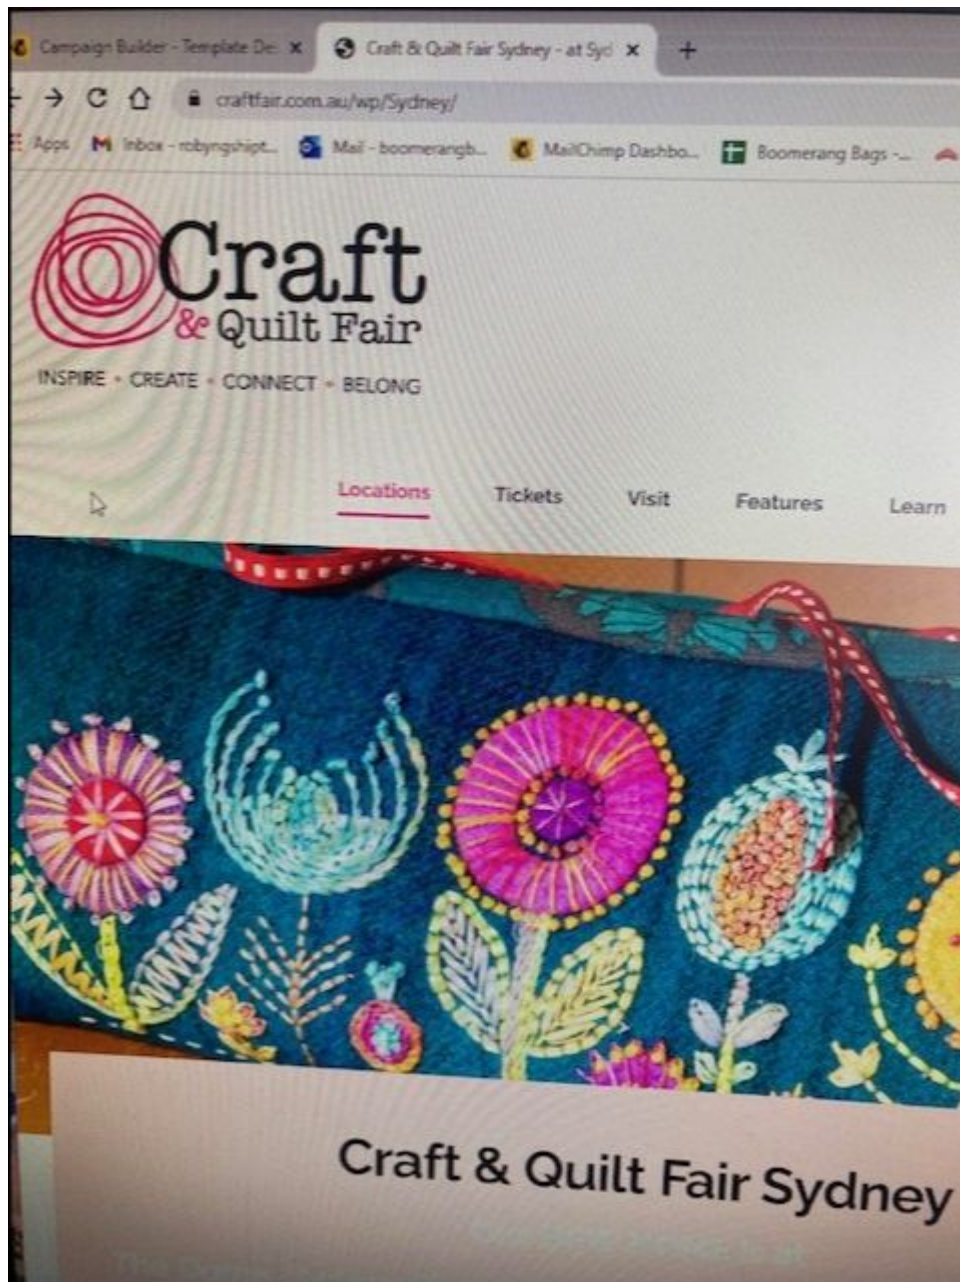 Campaign Builder - Template De
Craft & Quilt Fair Sydney - at Syd
craftfair.com.au/wp/Sydney/
Apps
Inbox - robyngshipt...
Mail - boomerangb...
MailChimp Dashbo...
Boomerang Bags -...
Craft
& Quilt Fair
INSPIRE • CREATE • CONNECT • BELONG
Locations
Tickets
Visit
Features
Learn
Craft & Quilt Fair Sydney